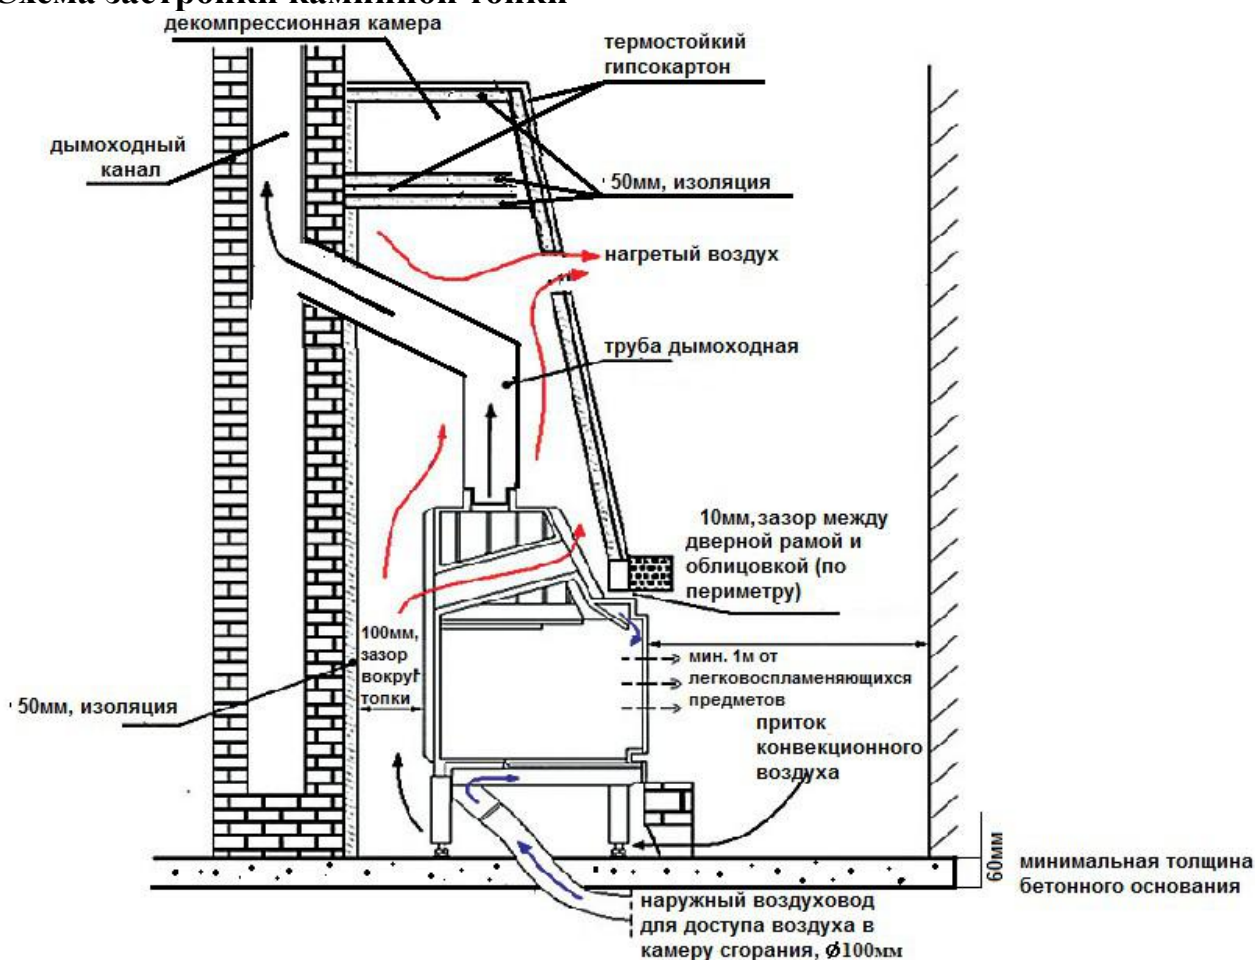 Схема застройки каминной топки
декомпрессионная камера
термостойкий
гипсокартон
дымоходный
канал
50мм, изоляция
нагретый воздух
труба дымоходная
10мм,зазор между
дверной рамой и
облицовкой (по
периметру)
100мм,
зазор
вокруг
топки
мин. 1м от
легковоспламеняющихся
предметов
50мм, изоляция
приток
конвекционного
воздуха
60мм
минимальная толщина
бетонного основания
наружный воздуховод
для доступа воздуха в
камеру сгорания, Ø100мм